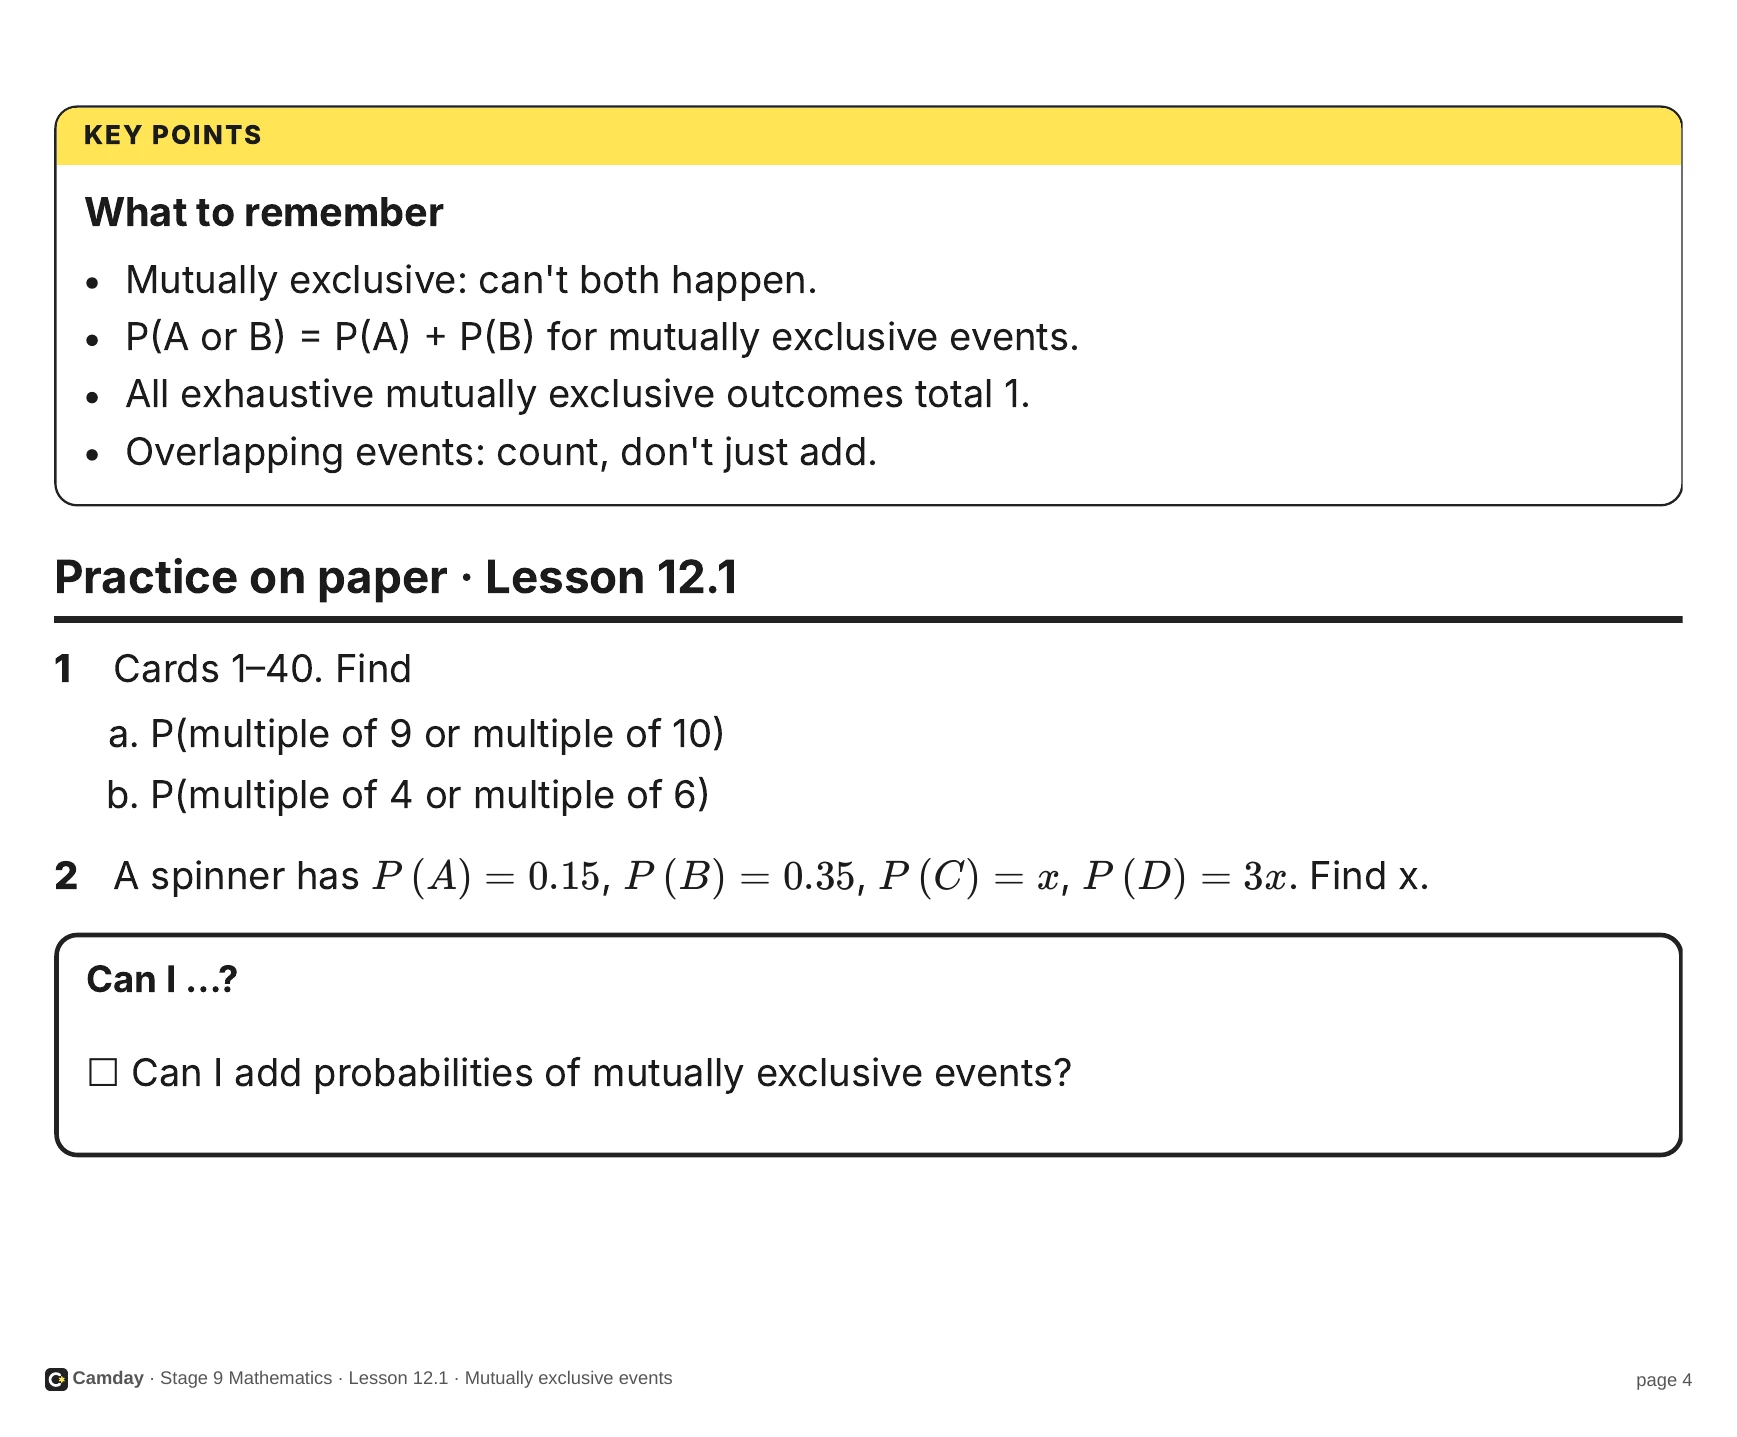 KEY POINTS
What to remember
• Mutually exclusive: can't both happen.
• P(A or B) = P(A) + P(B) for mutually exclusive events.
• All exhaustive mutually exclusive outcomes total 1.
• Overlapping events: count, don't just add.
Practice on paper · Lesson 12.1
1 Cards 1–40. Find
a. P(multiple of 9 or multiple of 10)
b. P(multiple of 4 or multiple of 6)
2 A spinner has P (A) = 0.15, P (B) = 0.35, P (C) = x, P (D) = 3x. Find x.
Can I …?
☐ Can I add probabilities of mutually exclusive events?
Camday · Stage 9 Mathematics · Lesson 12.1 · Mutually exclusive events
page 4